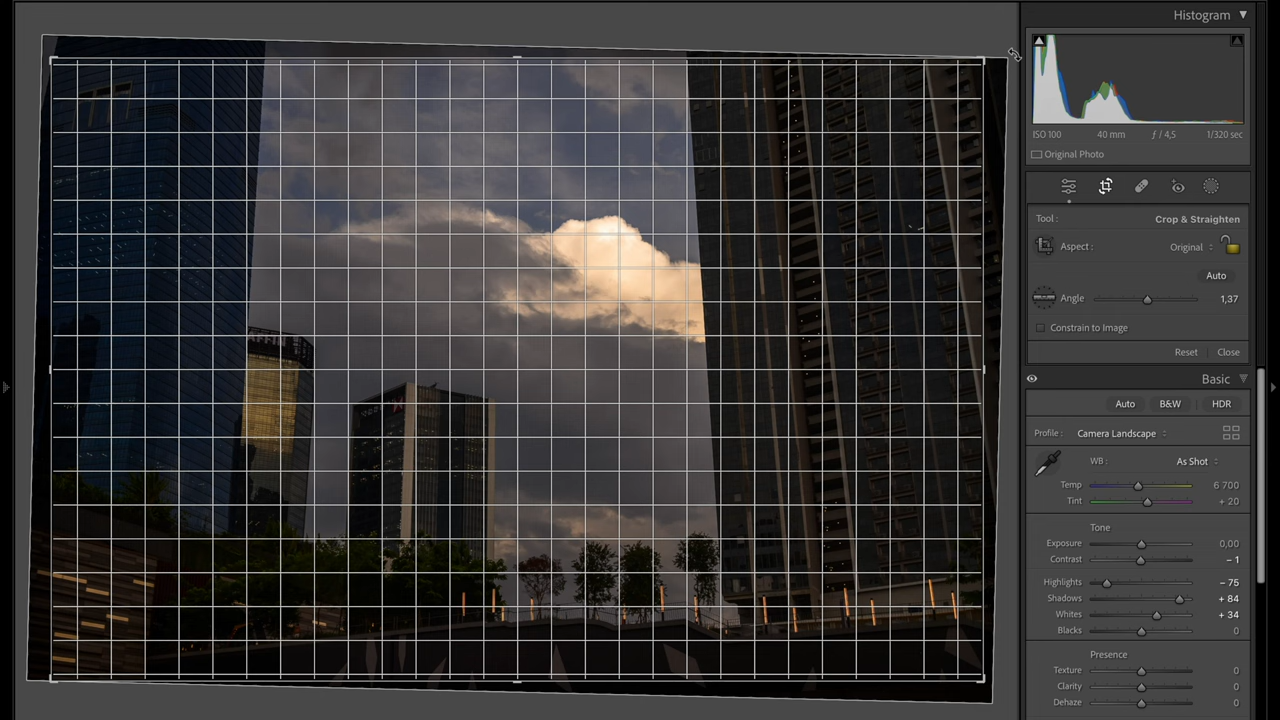 Histogram
ISO 100 40 mm ƒ / 4,5 1/320 sec
Original Photo
Tool : Crop & Straighten
Aspect : Original
Auto
Angle 1,37
Constrain to Image
Reset Close
Basic
Auto B&W HDR
Profile : Camera Landscape
WB : As Shot
Temp 6 700
Tint + 20
Tone
Exposure 0,00
Contrast – 1
Highlights – 75
Shadows + 84
Whites + 34
Blacks 0
Presence
Texture 0
Clarity 0
Dehaze 0